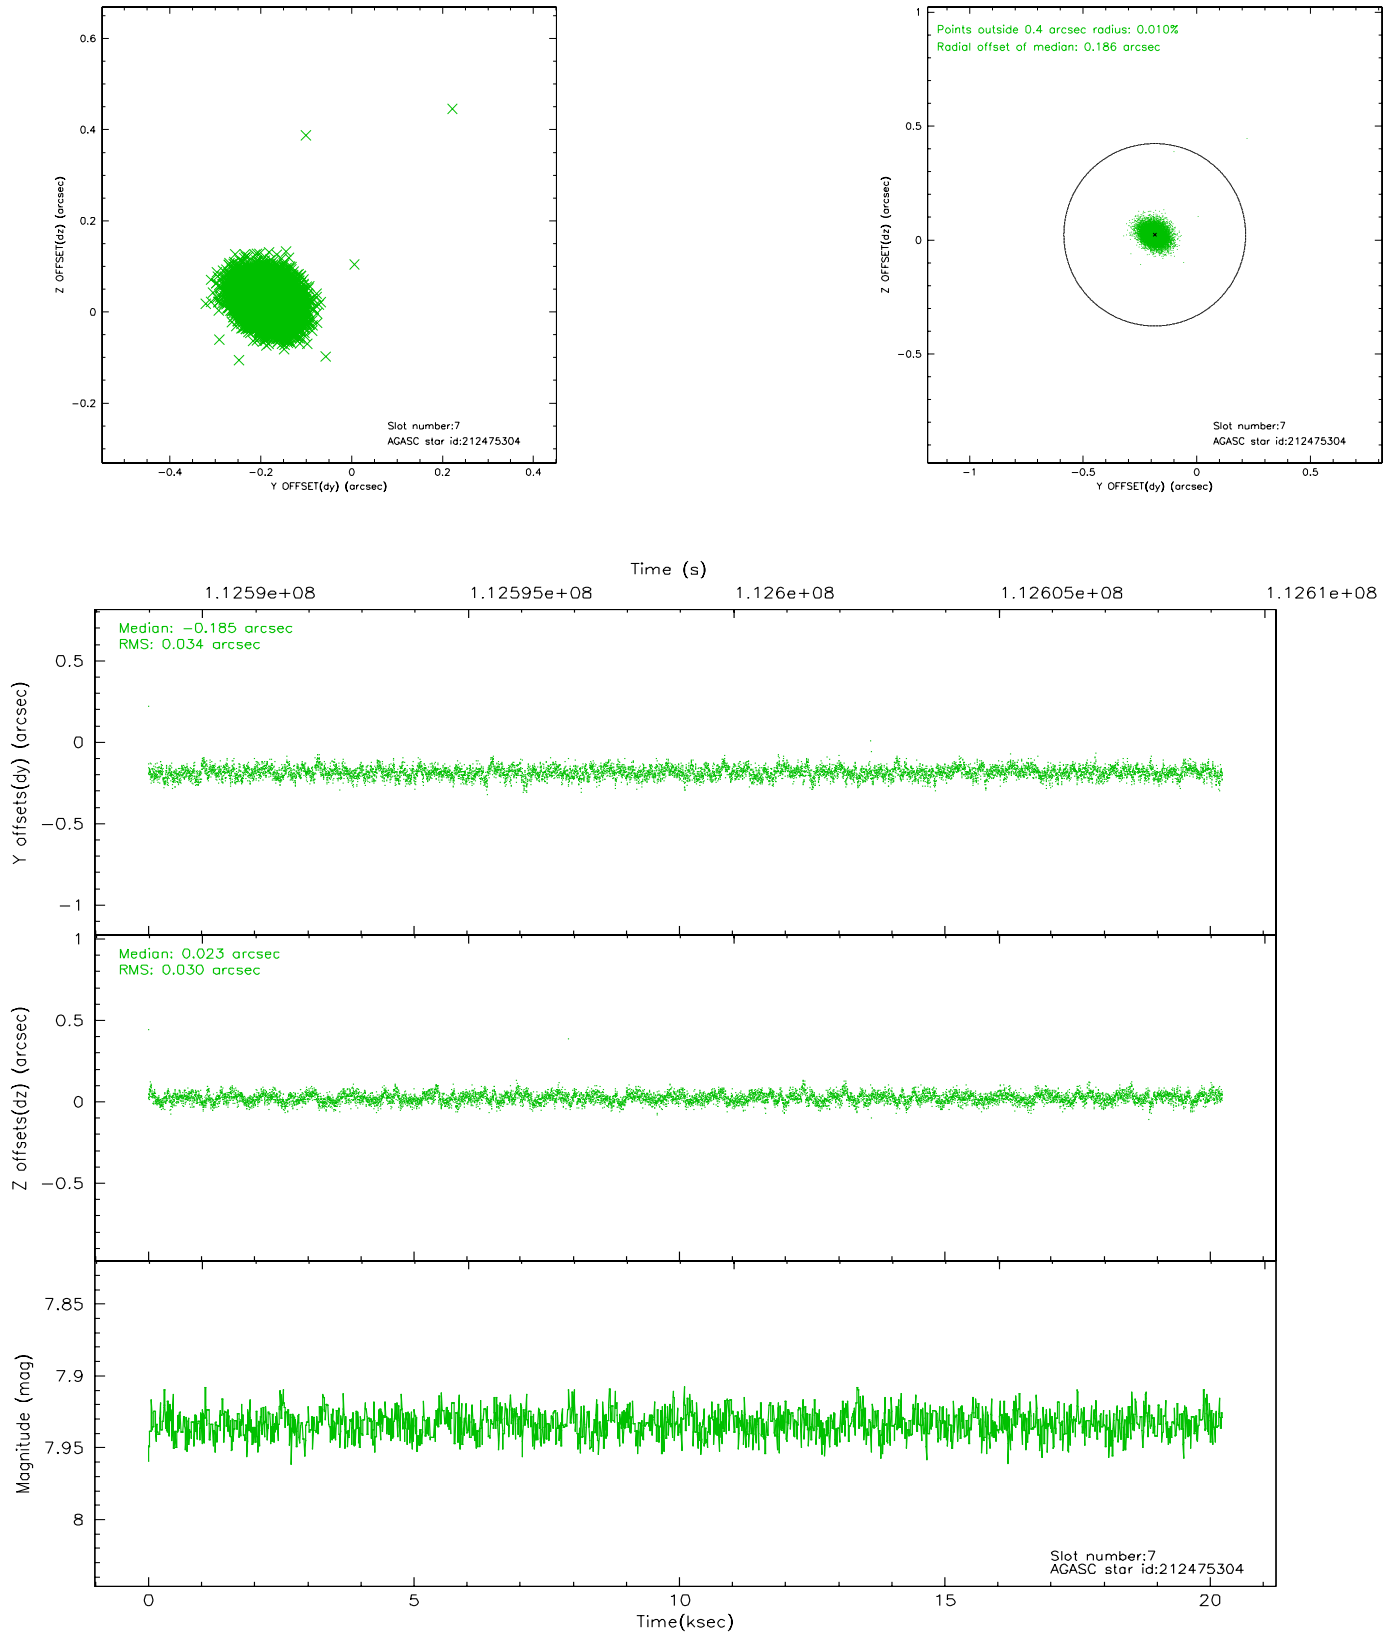 0.6
0.4
0.2
0
−0.2
Z OFFSET(dz) (arcsec)
Slot number:7
AGASC star id:212475304
−0.4
−0.2
0
0.2
0.4
Y OFFSET(dy) (arcsec)
Points outside 0.4 arcsec radius: 0.010%
Radial offset of median: 0.186 arcsec
1
0.5
0
−0.5
Z OFFSET(dz) (arcsec)
Slot number:7
AGASC star id:212475304
−1
−0.5
0
0.5
Y OFFSET(dy) (arcsec)
Time (s)
1.1259e+08
1.12595e+08
1.126e+08
1.12605e+08
1.1261e+08
Median: −0.185 arcsec
RMS: 0.034 arcsec
0.5
0
−0.5
−1
Y offsets(dy) (arcsec)
Median: 0.023 arcsec
RMS: 0.030 arcsec
1
0.5
0
−0.5
Z offsets(dz) (arcsec)
7.85
7.9
7.95
8
Magnitude (mag)
Slot number:7
AGASC star id:212475304
0
5
10
15
20
Time(ksec)